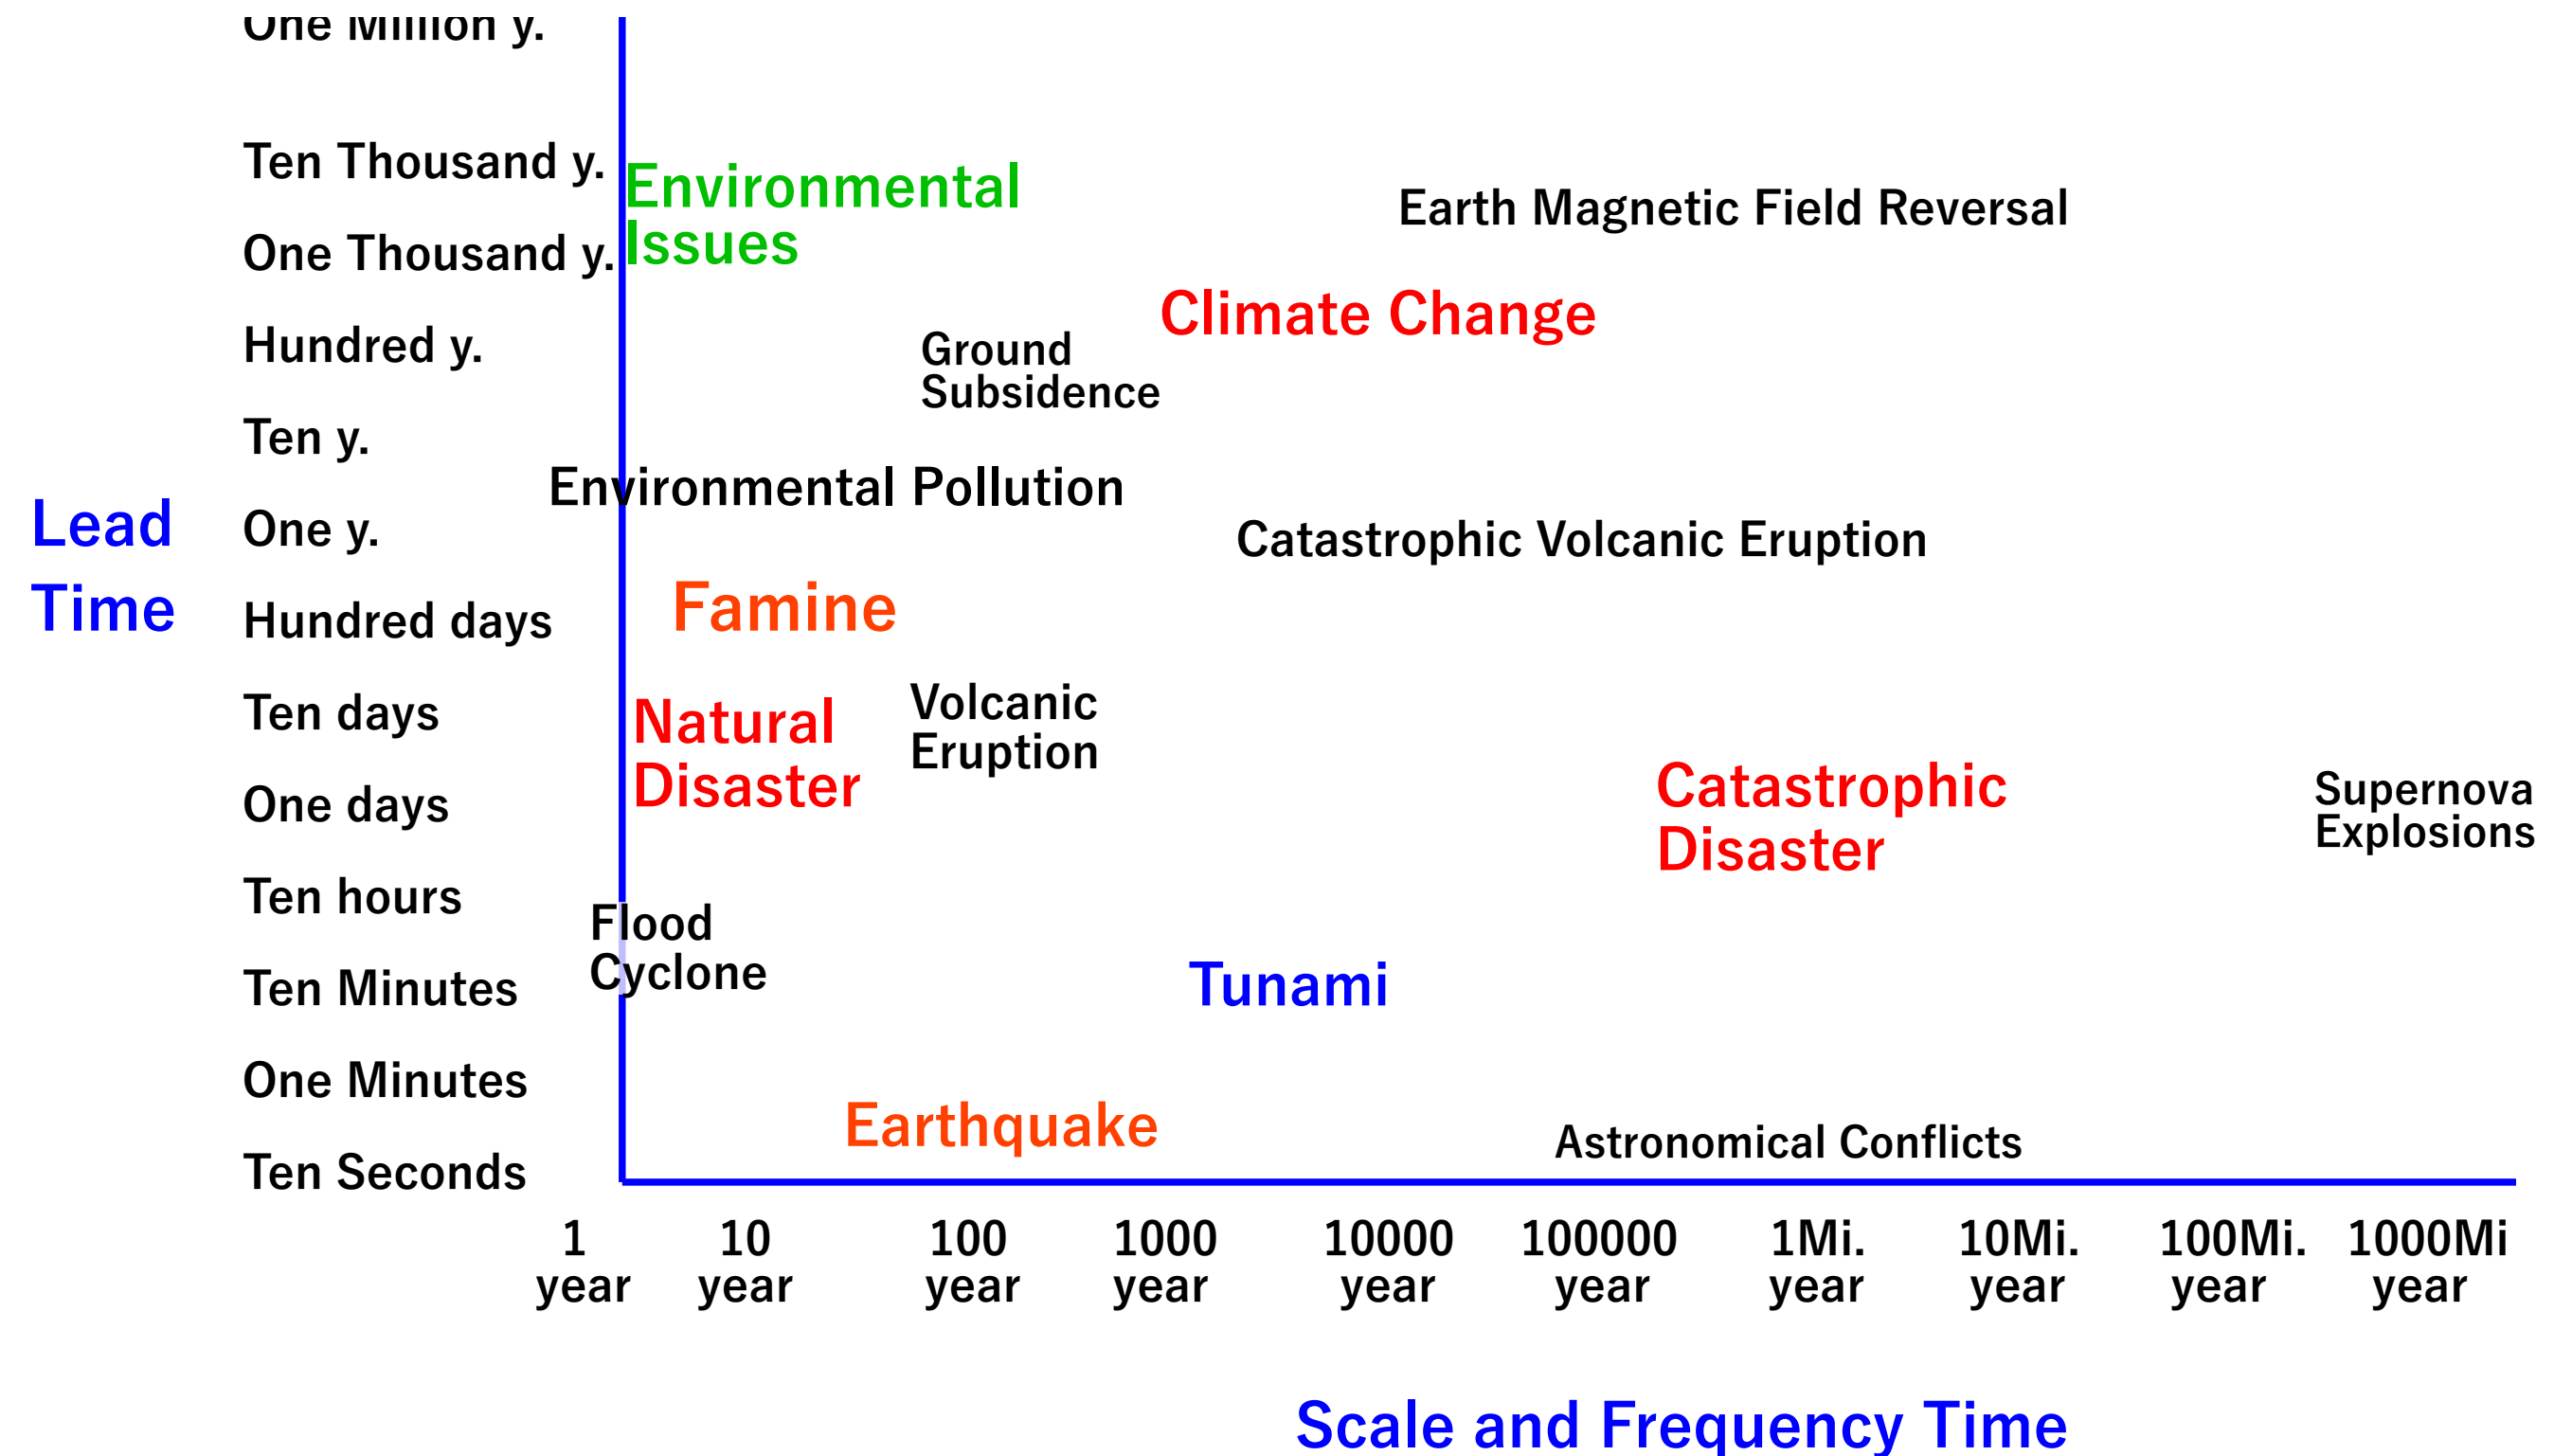 One Million y.
Ten Thousand y.
Environmental
Issues
Earth Magnetic Field Reversal
One Thousand y.
Climate Change
Hundred y.
Ground
Subsidence
Ten y.
Environmental Pollution
Lead
Time
One y.
Catastrophic Volcanic Eruption
Famine
Hundred days
Ten days
Natural
Disaster
Volcanic
Eruption
Catastrophic
Disaster
Supernova
Explosions
One days
Ten hours
Flood
Cyclone
Ten Minutes
Tunami
One Minutes
Earthquake
Astronomical Conflicts
Ten Seconds
1 10 100 1000 10000 100000 1Mi. 10Mi. 100Mi. 1000Mi
year year year year year year year year year year
Scale and Frequency Time